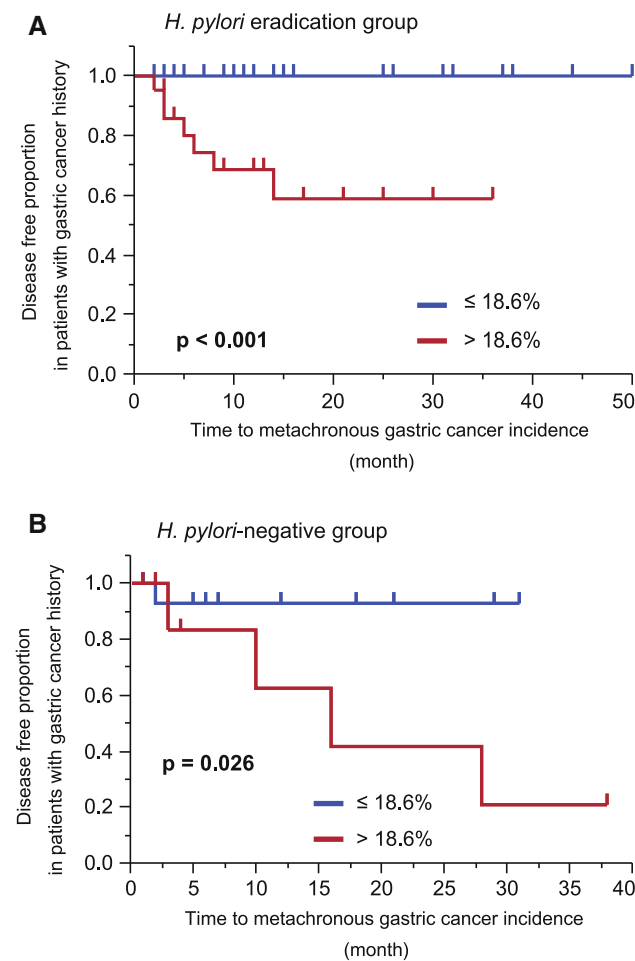 A
H. pylori eradication group
Disease free proportion
in patients with gastric cancer history
1.0
0.8
0.6
0.4
0.2
0.0
≤ 18.6%
> 18.6%
p < 0.001
0 10 20 30 40 50
Time to metachronous gastric cancer incidence
(month)
B
H. pylori-negative group
Disease free proportion
in patients with gastric cancer history
1.0
0.8
0.6
0.4
0.2
0.0
p = 0.026
≤ 18.6%
> 18.6%
0 5 10 15 20 25 30 35 40
Time to metachronous gastric cancer incidence
(month)